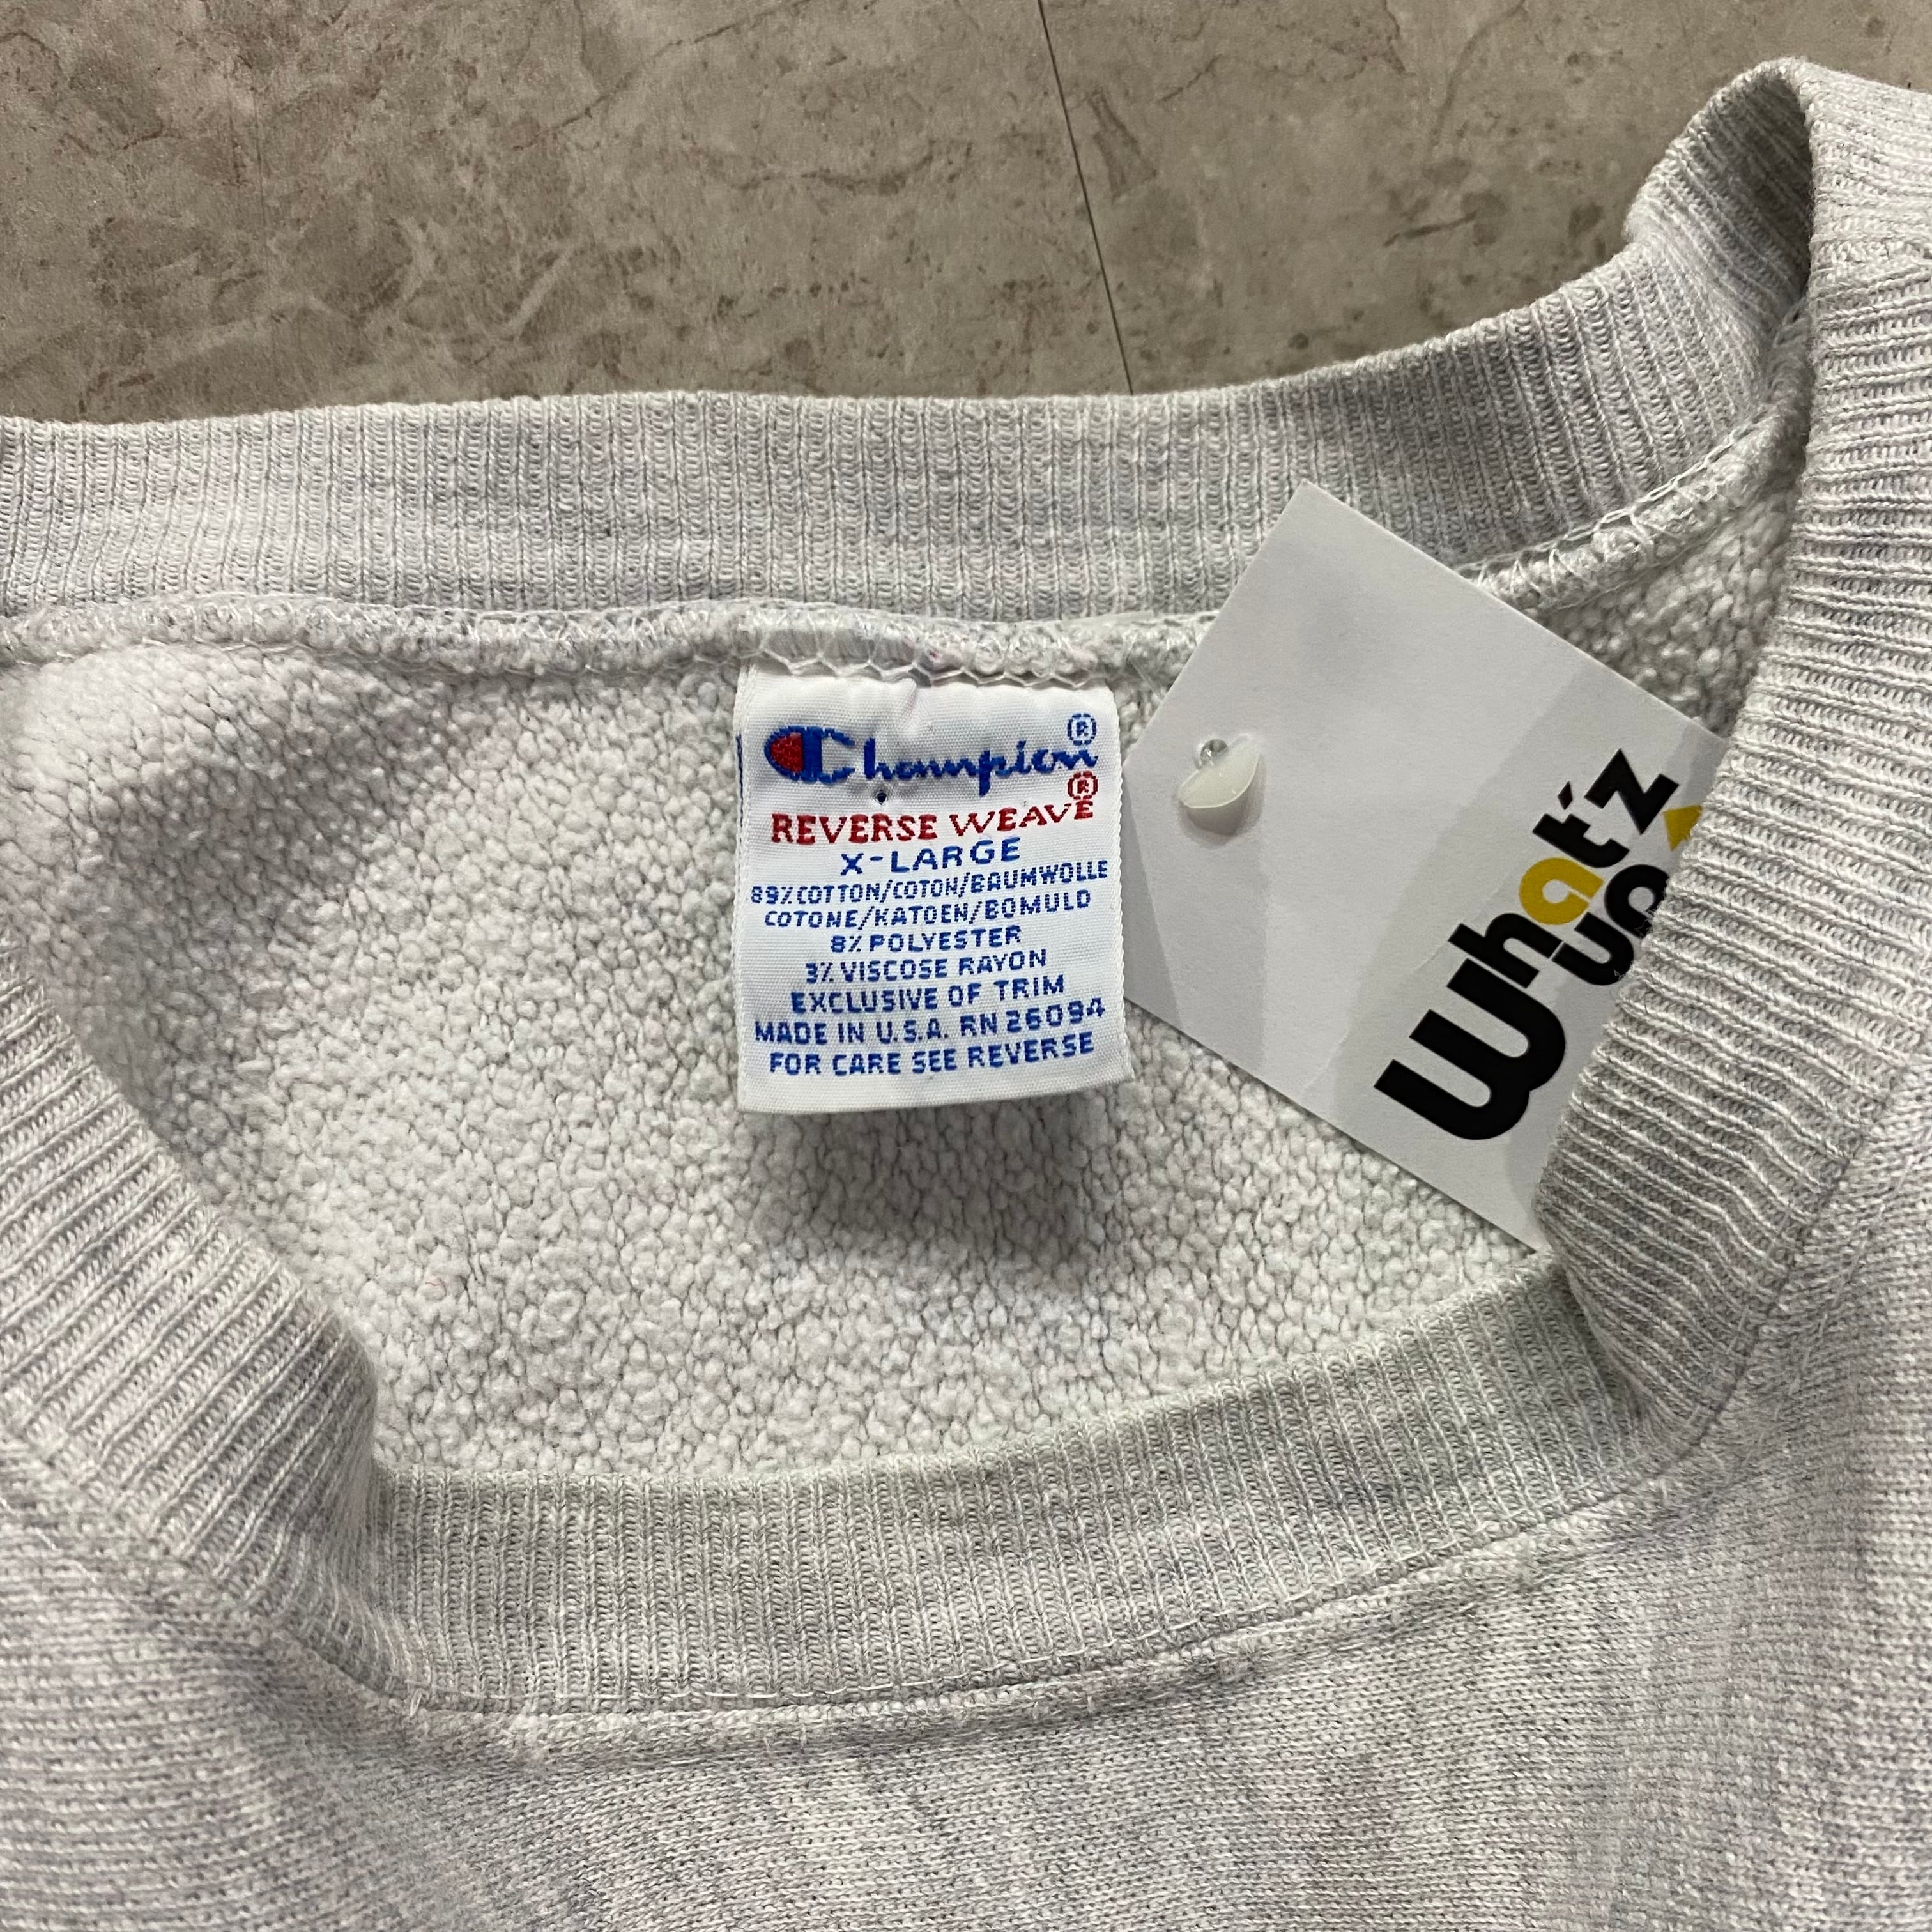 Champion®
REVERSE WEAVE®
X-LARGE
89% COTTON/COTON/BAUMWOLLE
COTONE/KATOEN/BOMULD
8% POLYESTER
3% VISCOSE RAYON
EXCLUSIVE OF TRIM
MADE IN U.S.A. RN 26094
FOR CARE SEE REVERSE
What'z